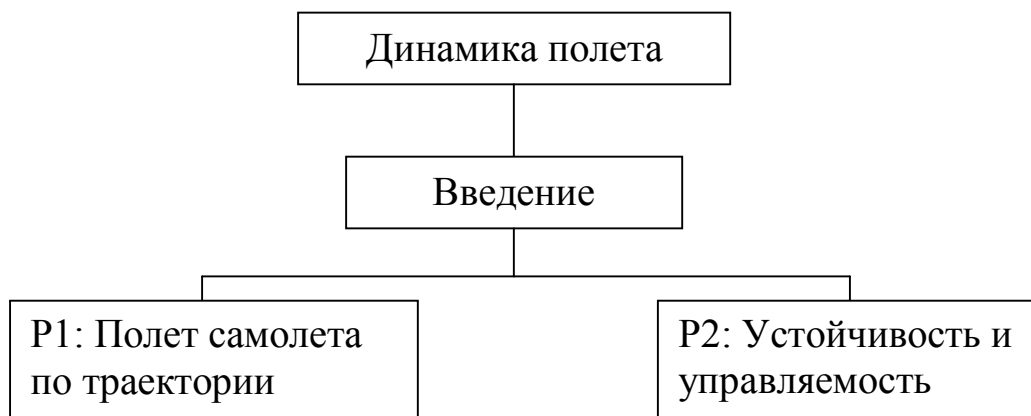 Динамика полета
Введение
Р1: Полет самолета
по траектории
Р2: Устойчивость и
управляемость